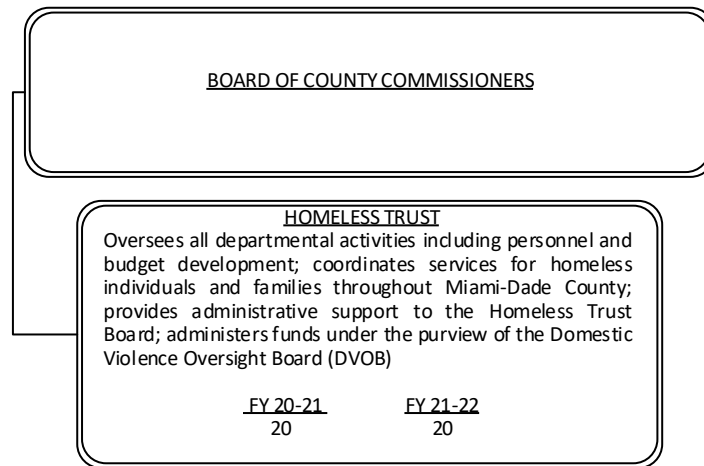 BOARD OF COUNTY COMMISSIONERS
HOMELESS TRUST
Oversees all departmental activities including personnel and
budget development; coordinates services for homeless
individuals and families throughout Miami-Dade County;
provides administrative support to the Homeless Trust
Board; administers funds under the purview of the Domestic
Violence Oversight Board (DVOB)
FY 20-21 FY 21-22
20 20